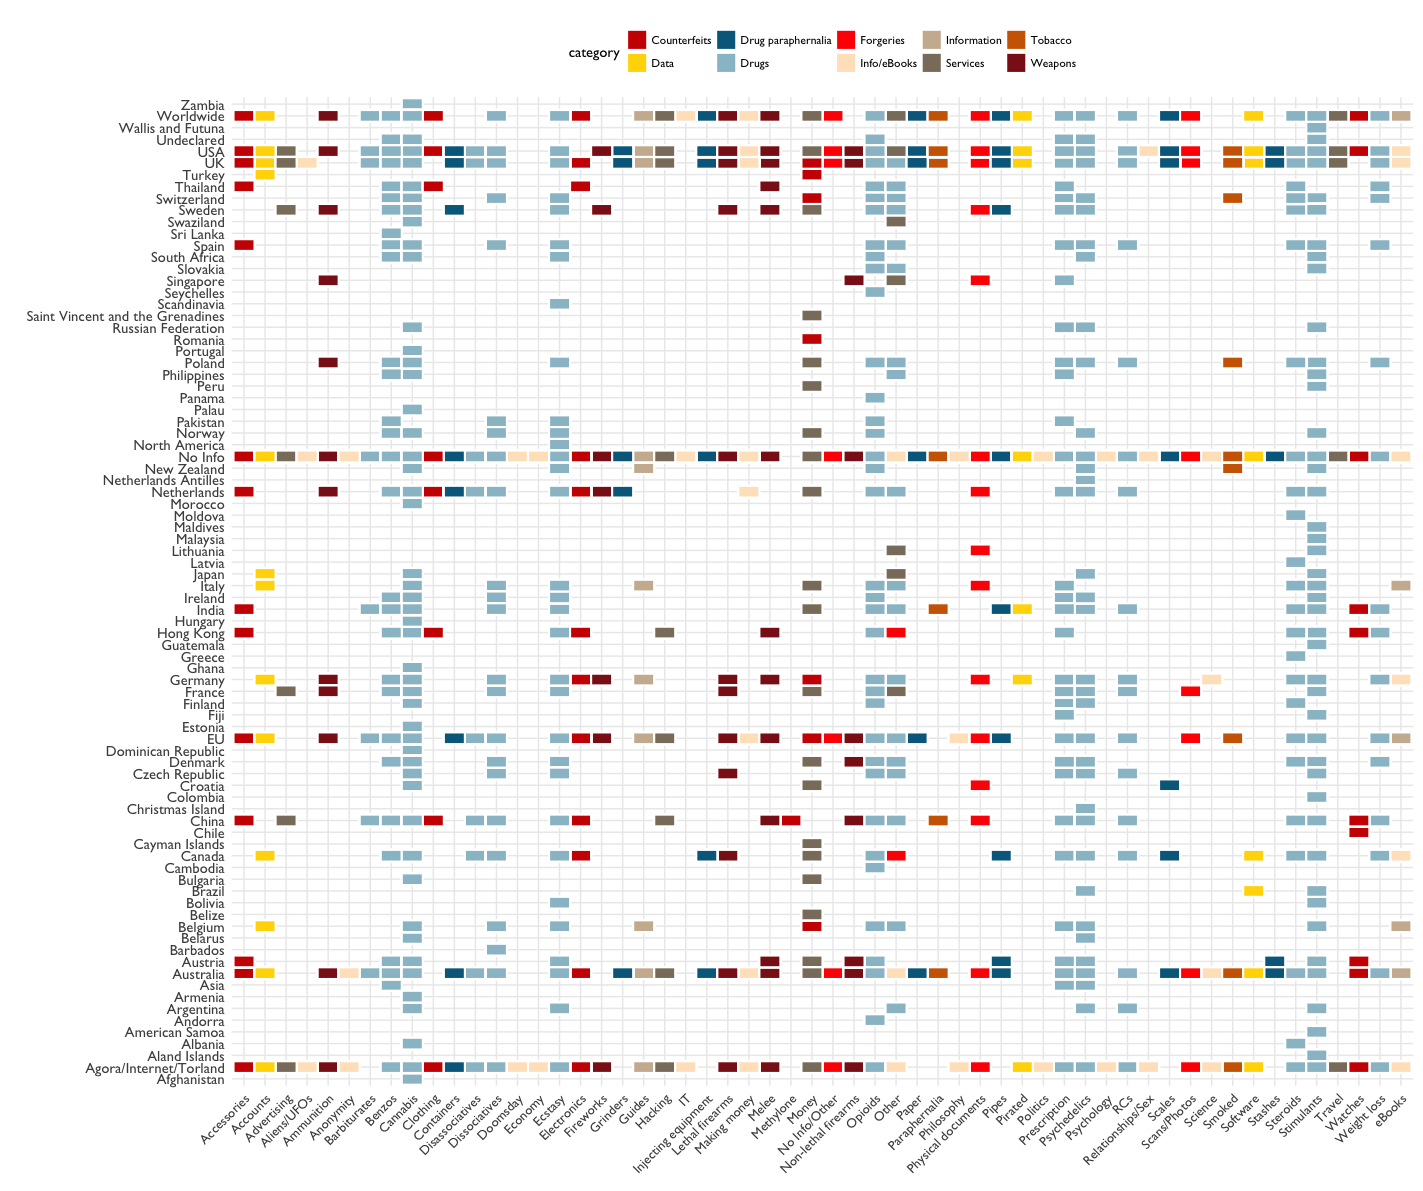 category
Counterfeits Drug paraphernalia Forgeries Information Tobacco
Data Drugs Info/eBooks Services Weapons
Zambia
Worldwide
Wallis and Futuna
Undeclared
USA
UK
Turkey
Thailand
Switzerland
Sweden
Swaziland
Sri Lanka
Spain
South Africa
Slovakia
Singapore
Seychelles
Scandinavia
Saint Vincent and the Grenadines
Russian Federation
Romania
Portugal
Poland
Philippines
Peru
Panama
Palau
Pakistan
Norway
North America
No Info
New Zealand
Netherlands Antilles
Netherlands
Morocco
Moldova
Maldives
Malaysia
Lithuania
Latvia
Japan
Italy
Ireland
India
Hungary
Hong Kong
Guatemala
Greece
Ghana
Germany
France
Finland
Fiji
Estonia
EU
Dominican Republic
Denmark
Czech Republic
Croatia
Colombia
Christmas Island
China
Chile
Cayman Islands
Canada
Cambodia
Bulgaria
Brazil
Bolivia
Belize
Belgium
Belarus
Barbados
Austria
Australia
Asia
Armenia
Argentina
Andorra
American Samoa
Albania
Aland Islands
Agora/Internet/Torland
Afghanistan
Accessories
Accounts
Advertising
Aliens/UFOs
Ammunition
Anonymity
Barbiturates
Benzos
Cannabis
Clothing
Containers
Disassociatives
Dissociatives
Doomsday
Economy
Ecstasy
Electronics
Fireworks
Grinders
Guides
Hacking
IT
Injecting equipment
Lethal firearms
Making money
Melee
Methylone
Money
No Info/Other
Non-lethal firearms
Opioids
Other
Paper
Paraphernalia
Philosophy
Physical documents
Pipes
Pirated
Politics
Prescription
Psychedelics
Psychology
RCs
Relationships/Sex
Scales
Scans/Photos
Science
Smoked
Software
Stashes
Steroids
Stimulants
Travel
Watches
Weight loss
eBooks